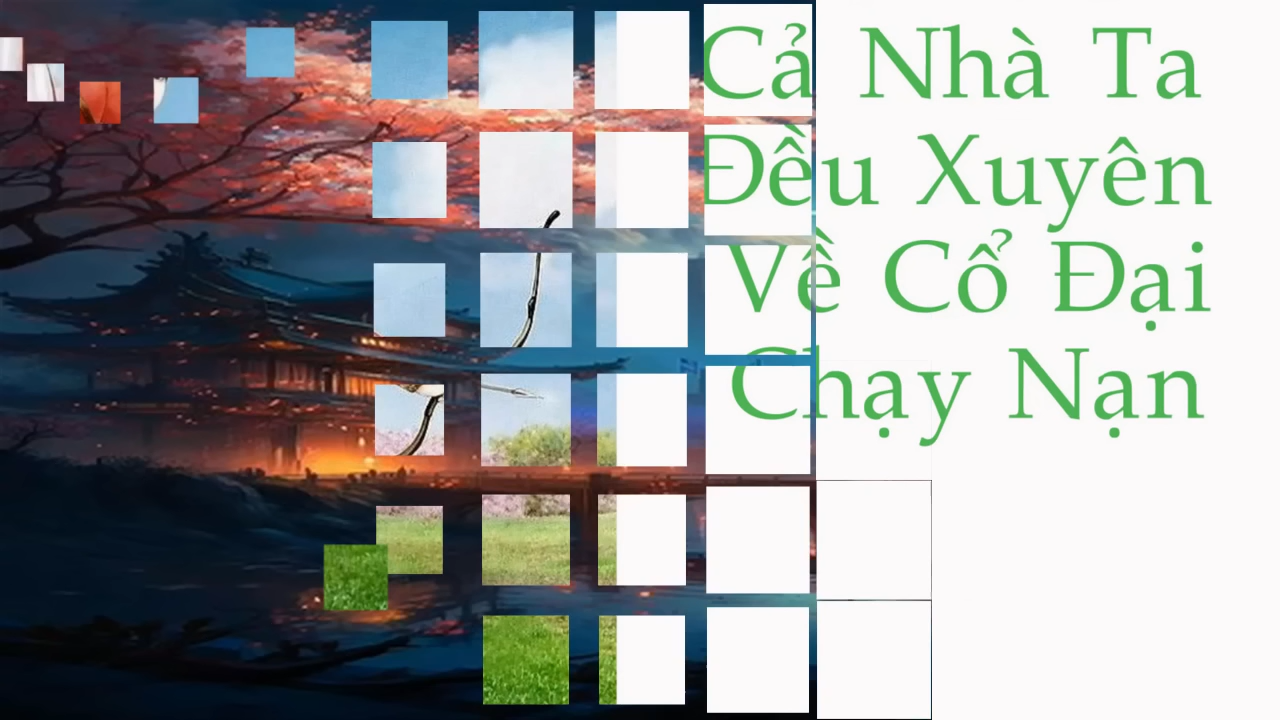 Cả Nhà Ta
Đều Xuyên
Về Cổ Đại
Chạy Nạn